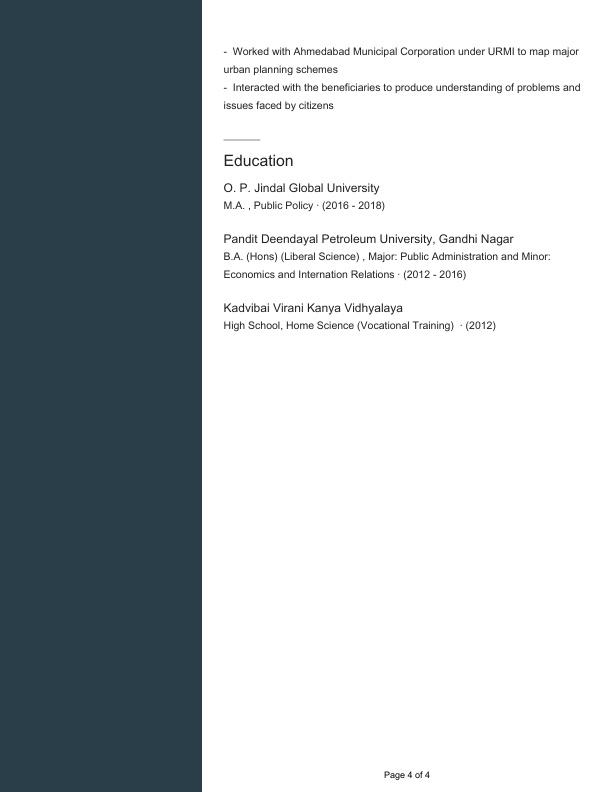 - Worked with Ahmedabad Municipal Corporation under URMI to map major
urban planning schemes
- Interacted with the beneficiaries to produce understanding of problems and
issues faced by citizens
Education
O. P. Jindal Global University
M.A. , Public Policy · (2016 - 2018)
Pandit Deendayal Petroleum University, Gandhi Nagar
B.A. (Hons) (Liberal Science) , Major: Public Administration and Minor:
Economics and Internation Relations · (2012 - 2016)
Kadvibai Virani Kanya Vidhyalaya
High School, Home Science (Vocational Training) · (2012)
Page 4 of 4